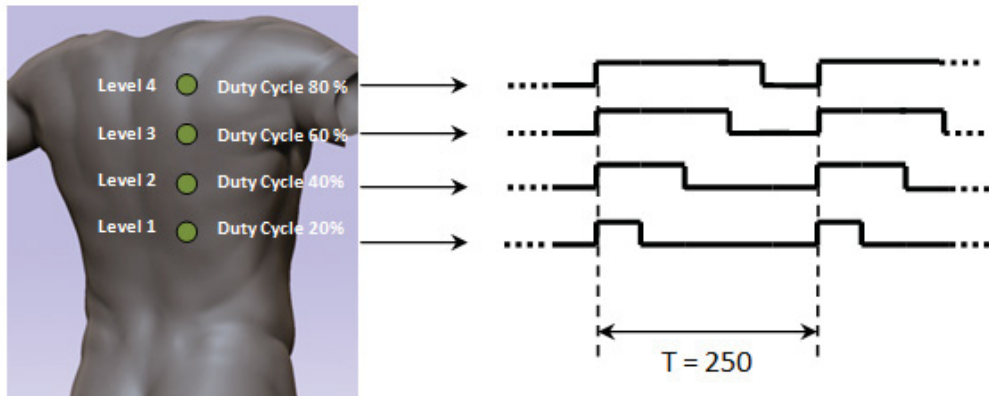 Level 4 Duty Cycle 80 %
Level 3 Duty Cycle 60 %
Level 2 Duty Cycle 40%
Level 1 Duty Cycle 20%
T = 250